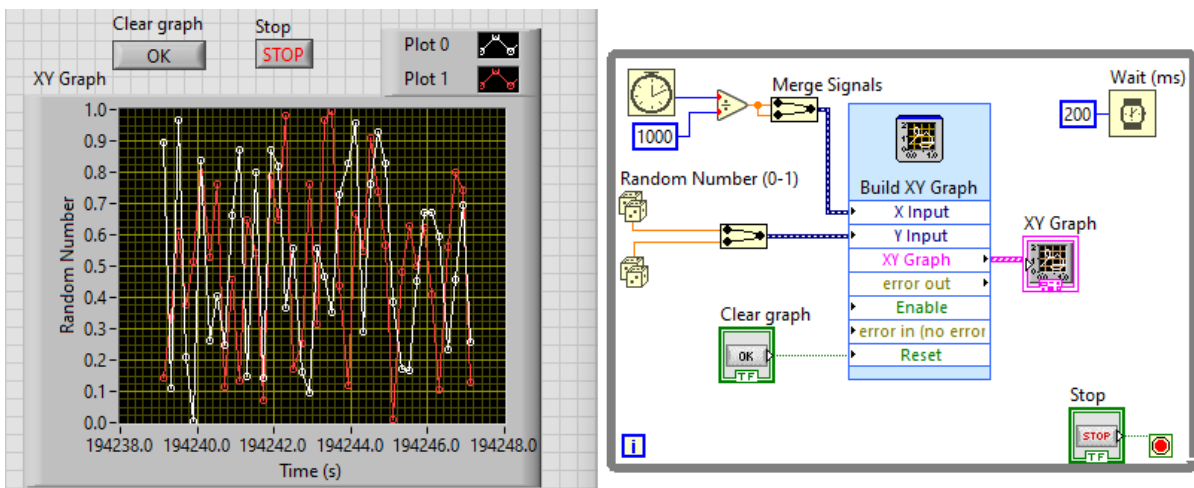 Clear graph
Stop
OK
STOP
Plot 0
Plot 1
XY Graph
1.0
0.9
0.8
0.7
0.6
0.5
0.4
0.3
0.2
0.1
0.0
Random Number
194238.0 194240.0 194242.0 194244.0 194246.0 194248.0
Time (s)
Merge Signals
Wait (ms)
1000
200
Random Number (0-1)
Build XY Graph
X Input
Y Input
XY Graph
error out
Enable
error in (no error
Reset
XY Graph
Clear graph
OK
TF
Stop
STOP
TF
i